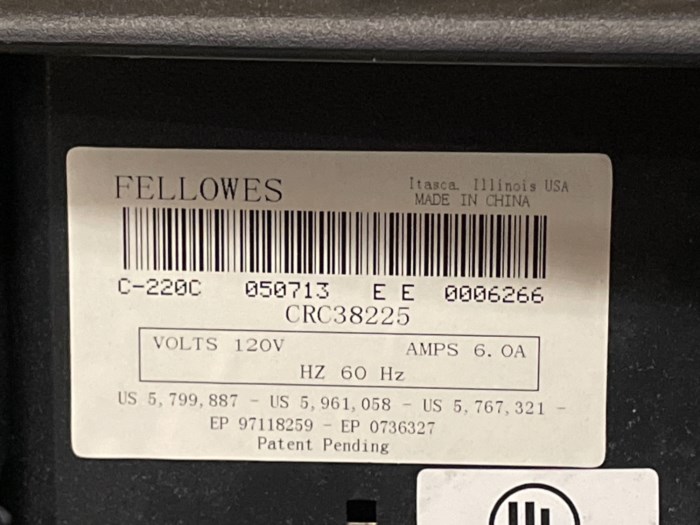 FELLOWES
Itasca, Illinois USA
MADE IN CHINA
C-220C 050713 E E 0006266
CRC38225
VOLTS 120V AMPS 6.0A
HZ 60 Hz
US 5,799,887 - US 5,961,058 - US 5,767,321 -
EP 97118259 - EP 0736327
Patent Pending